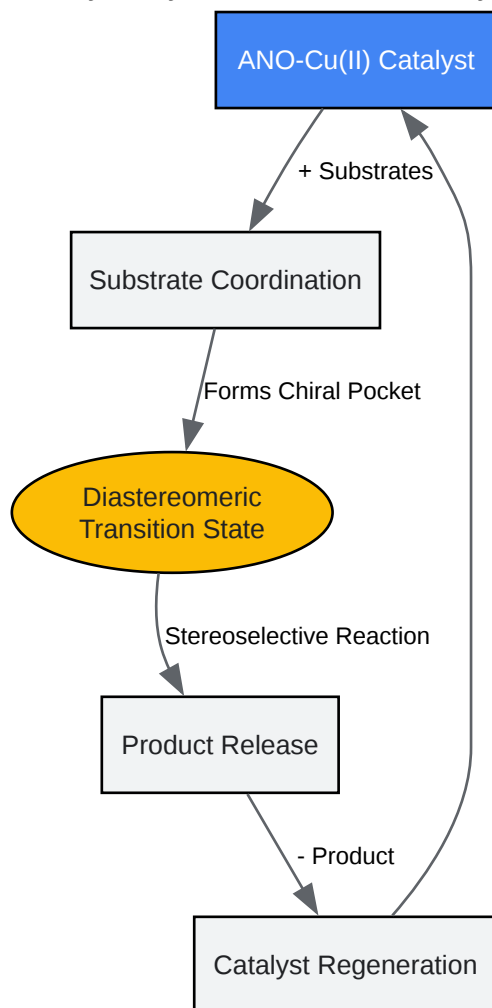 ANO-Cu(II) Catalyst
+ Substrates
Substrate Coordination
Forms Chiral Pocket
Diastereomeric
Transition State
Stereoselective Reaction
Product Release
- Product
Catalyst Regeneration